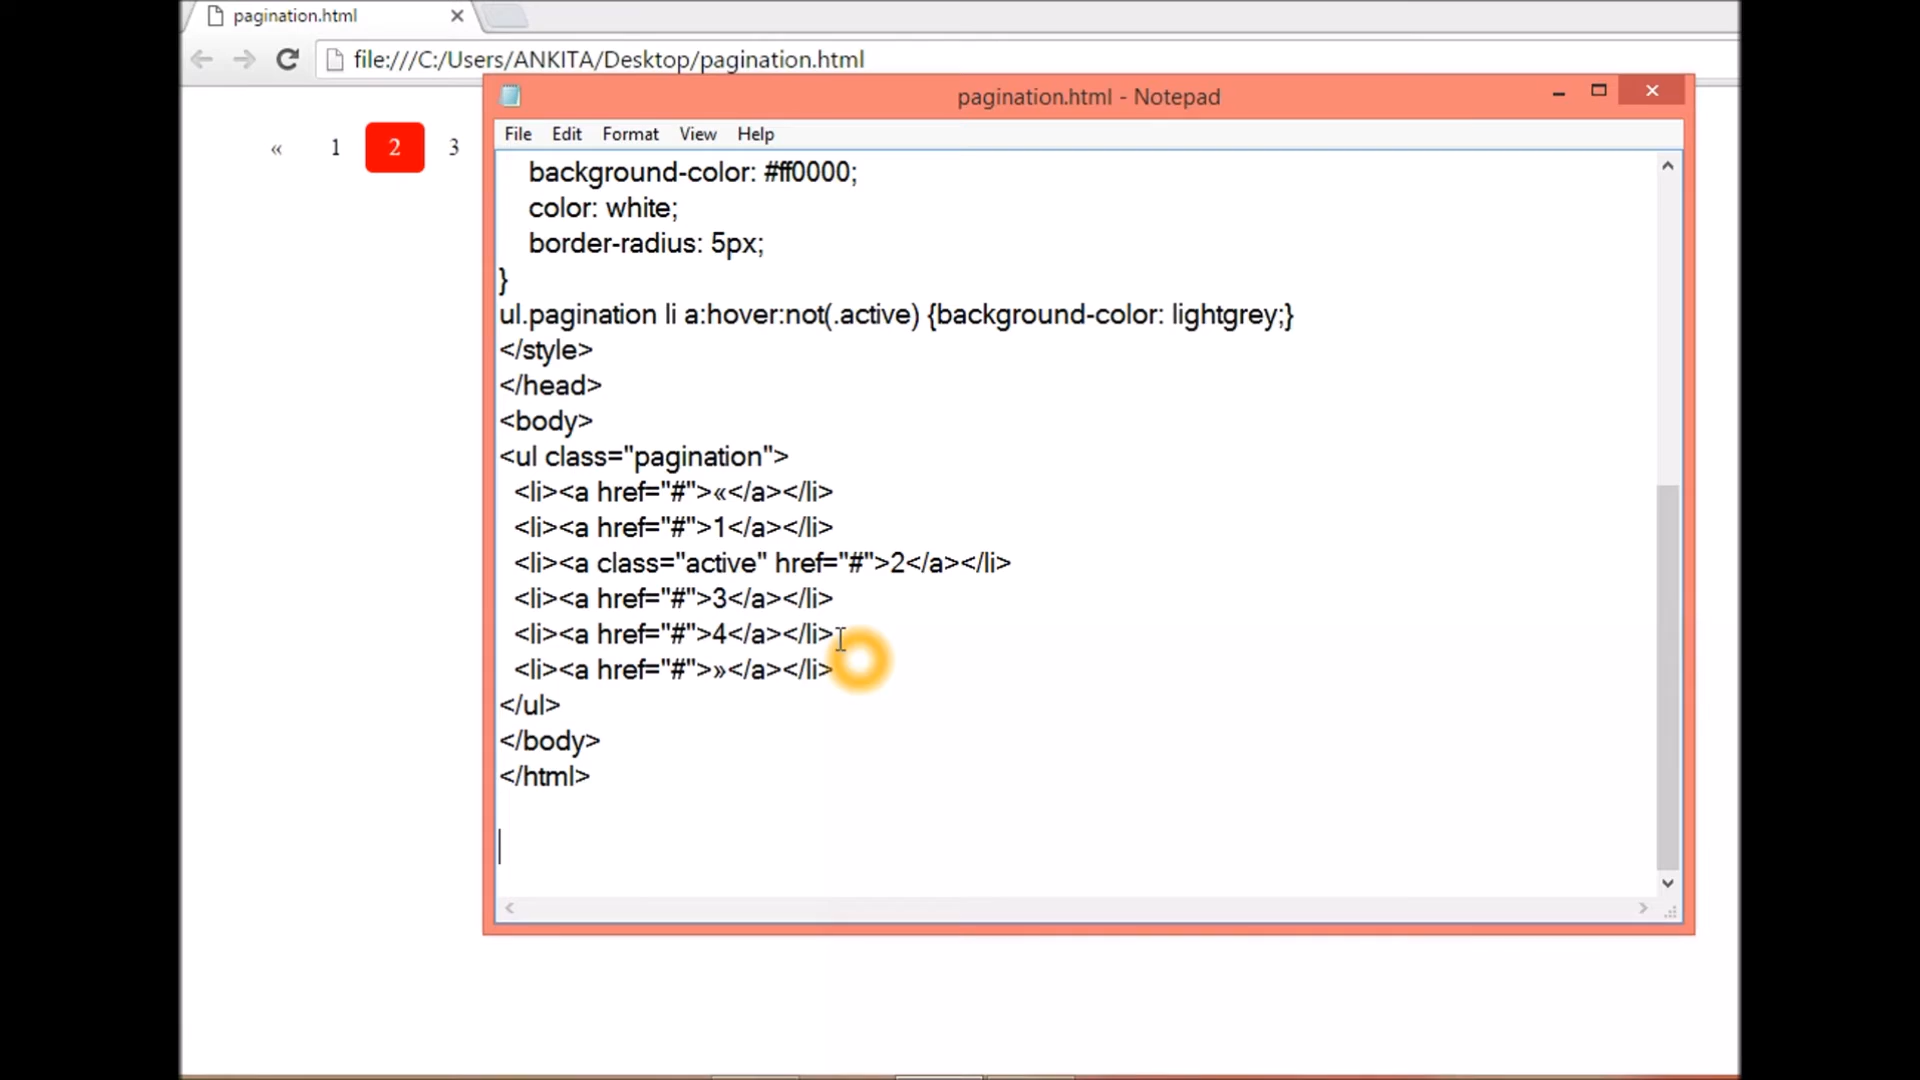 pagination.html
file:///C:/Users/ANKITA/Desktop/pagination.html
« 1 2 3
pagination.html - Notepad
File Edit Format View Help
background-color: #ff0000;
color: white;
border-radius: 5px;
}
ul.pagination li a:hover:not(.active) {background-color: lightgrey;}
</style>
</head>
<body>
<ul class="pagination">
<li><a href="#">«</a></li>
<li><a href="#">1</a></li>
<li><a class="active" href="#">2</a></li>
<li><a href="#">3</a></li>
<li><a href="#">4</a></li>
<li><a href="#">»</a></li>
</ul>
</body>
</html>